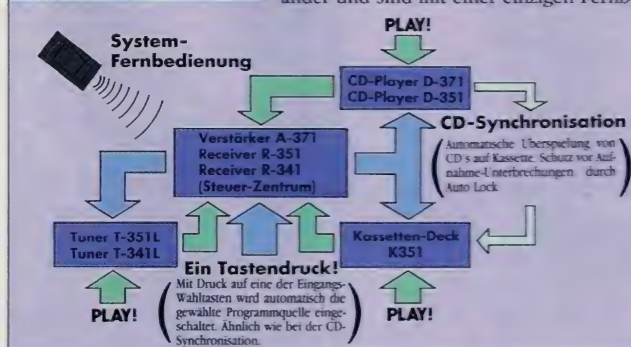 ander und sind mit einer einzigen Fernb
System-
Fernbedienung
PLAY!
CD-Player D-371
CD-Player D-351
CD-Synchronisation
(Automatische Überspielung von
CD's auf Kassette. Schutz vor Auf-
nahme-Unterbrechungen durch
Auto Lock)
Verstärker A-371
Receiver R-351
Receiver R-341
(Steuer-Zentrum)
Tuner T-351L
Tuner T-341L
Kassetten-Deck
K351
Ein Tastendruck!
(Mit Druck auf eine der Eingangs-
Wahltasten wird automatisch die
gewählte Programmquelle einge-
schaltet. Ähnlich wie bei der CD-
Synchronisation.)
PLAY!
PLAY!